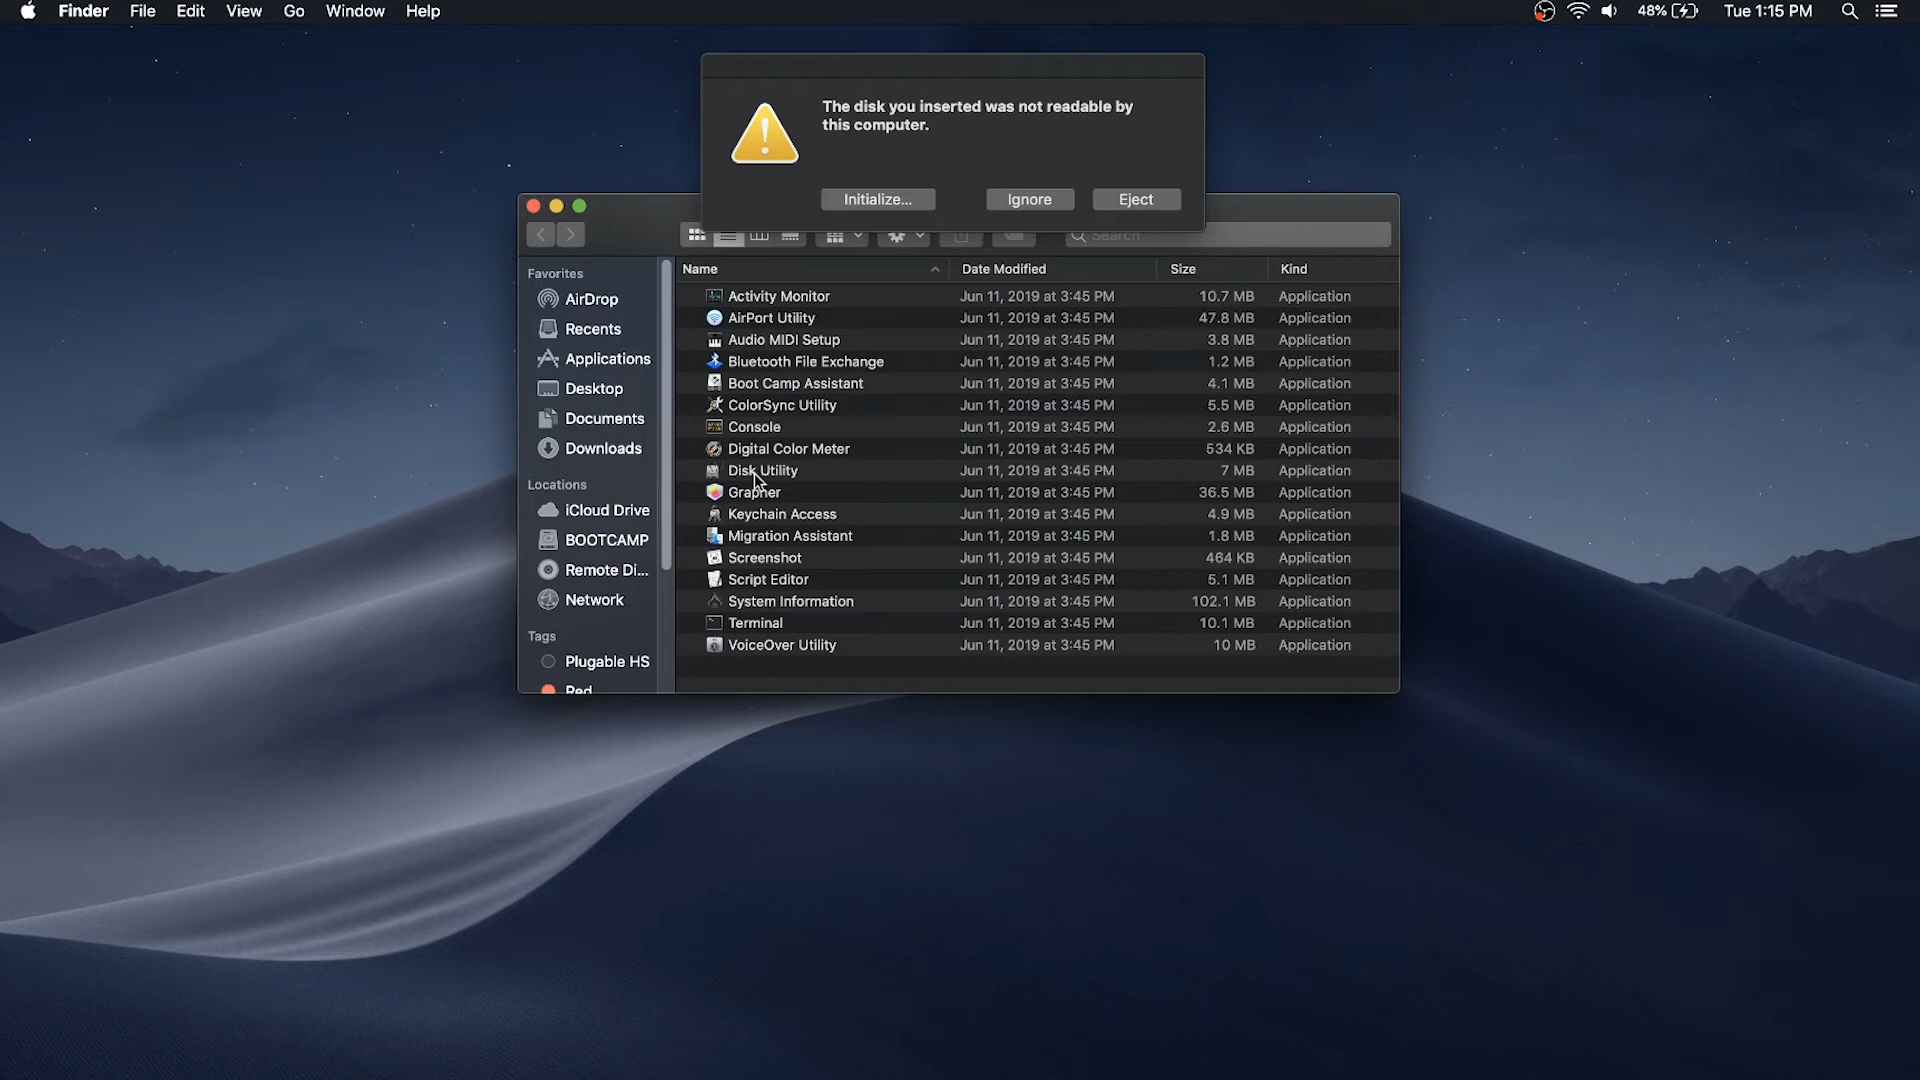 Finder File Edit View Go Window Help 48% Tue 1:15 PM
The disk you inserted was not readable by
this computer.
Initialize... Ignore Eject
Search
Favorites
AirDrop
Recents
Applications
Desktop
Documents
Downloads
Locations
iCloud Drive
BOOTCAMP
Remote Di...
Network
Tags
Plugable HS
Red
Name Date Modified Size Kind
Activity Monitor Jun 11, 2019 at 3:45 PM 10.7 MB Application
AirPort Utility Jun 11, 2019 at 3:45 PM 47.8 MB Application
Audio MIDI Setup Jun 11, 2019 at 3:45 PM 3.8 MB Application
Bluetooth File Exchange Jun 11, 2019 at 3:45 PM 1.2 MB Application
Boot Camp Assistant Jun 11, 2019 at 3:45 PM 4.1 MB Application
ColorSync Utility Jun 11, 2019 at 3:45 PM 5.5 MB Application
Console Jun 11, 2019 at 3:45 PM 2.6 MB Application
Digital Color Meter Jun 11, 2019 at 3:45 PM 534 KB Application
Disk Utility Jun 11, 2019 at 3:45 PM 7 MB Application
Grapher Jun 11, 2019 at 3:45 PM 36.5 MB Application
Keychain Access Jun 11, 2019 at 3:45 PM 4.9 MB Application
Migration Assistant Jun 11, 2019 at 3:45 PM 1.8 MB Application
Screenshot Jun 11, 2019 at 3:45 PM 464 KB Application
Script Editor Jun 11, 2019 at 3:45 PM 5.1 MB Application
System Information Jun 11, 2019 at 3:45 PM 102.1 MB Application
Terminal Jun 11, 2019 at 3:45 PM 10.1 MB Application
VoiceOver Utility Jun 11, 2019 at 3:45 PM 10 MB Application